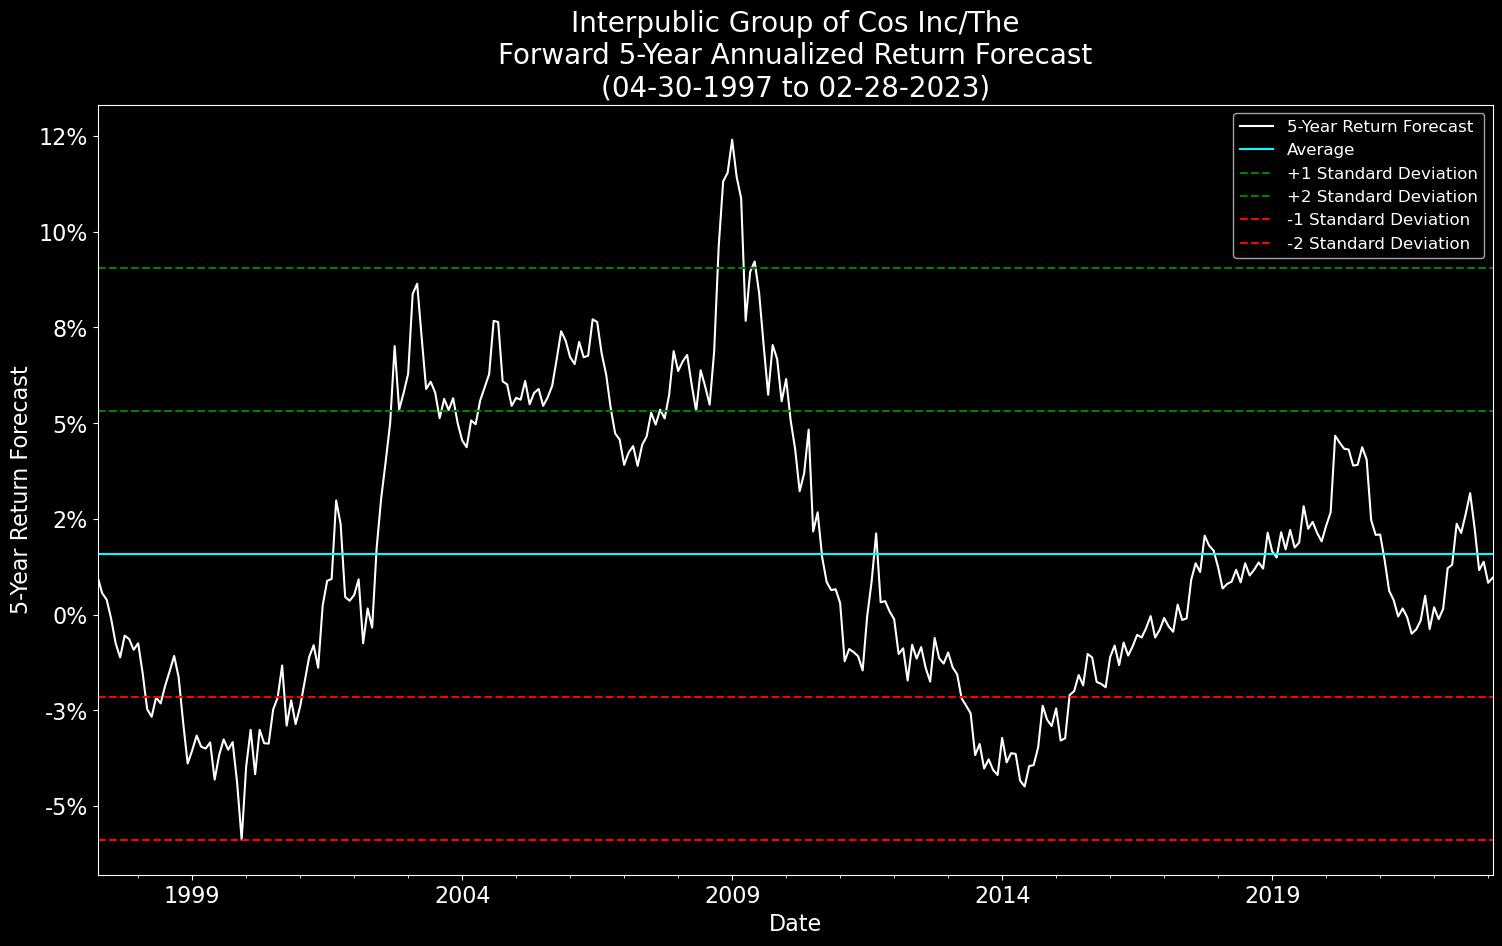 Interpublic Group of Cos Inc/The
Forward 5-Year Annualized Return Forecast
(04-30-1997 to 02-28-2023)
5-Year Return Forecast
Average
+1 Standard Deviation
+2 Standard Deviation
-1 Standard Deviation
-2 Standard Deviation
12%
10%
8%
5%
2%
0%
-3%
-5%
5-Year Return Forecast
1999
2004
2009
2014
2019
Date